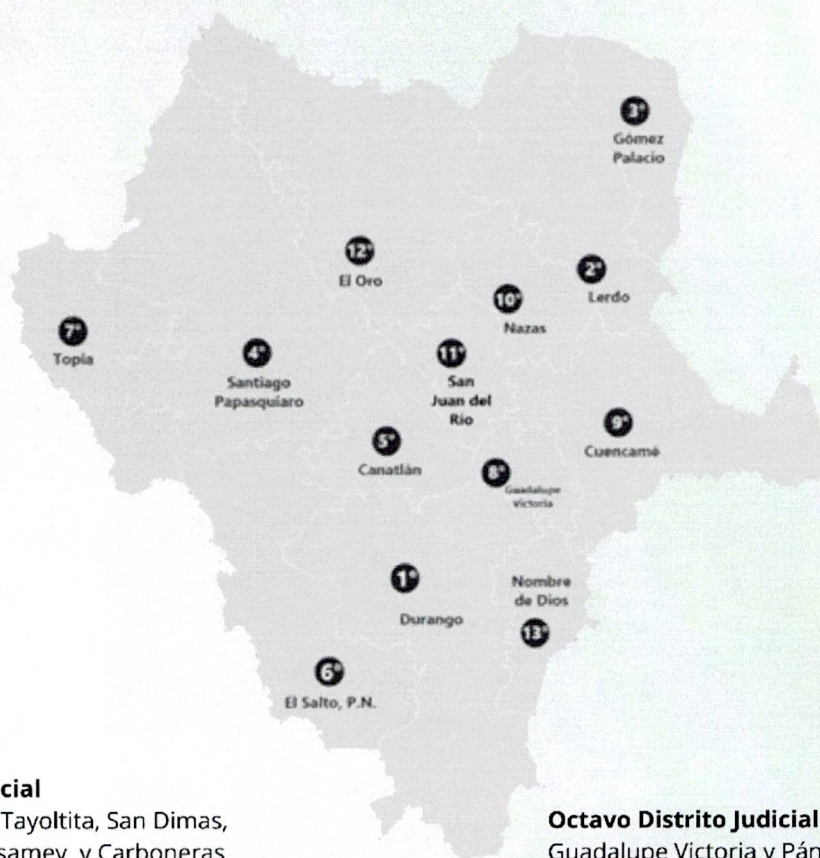 3°
Gómez
Palacio
12°
El Oro
2°
Lerdo
10°
Nazas
7°
Topia
4°
Santiago
Papasquiaro
11°
San
Juan del
Río
5°
Canatlán
9°
Cuencamé
8°
Guadalupe
Victoria
1°
Durango
Nombre
de Dios
13°
6°
El Salto, P.N.
cial
Tayoltita, San Dimas,
samey, y Carboneras
Octavo Distrito Judicial
Guadalupe Victoria y Pán